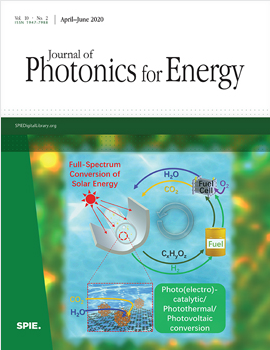 Vol. 10 · No. 2
ISSN 1947-7988
April–June 2020
Journal of
Photonics for Energy
SPIEDigitalLibrary.org
Full-Spectrum
Conversion of
Solar Energy
H₂O
CO₂
Fuel
Cell
O₂
Fuel
CₓHᵧO₂
H₂
Photo(electro)-
catalytic/
Photothermal/
Photovoltaic
conversion
CO₂
H₂O
SPIE.